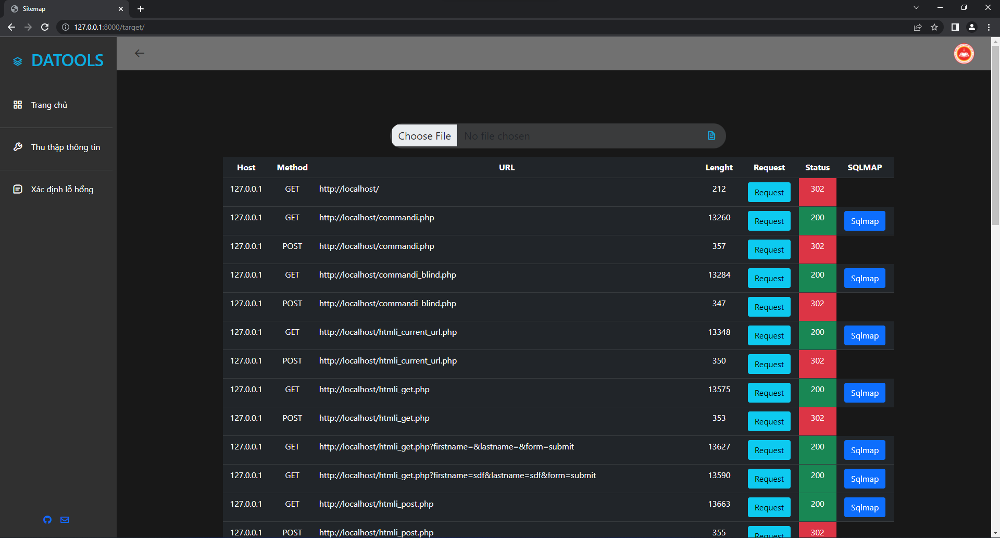 Sitemap
127.0.0.1:8000/target/
DATOOLS
Trang chủ
Thu thập thông tin
Xác định lỗ hổng
Choose File No file chosen
Host Method URL Lenght Request Status SQLMAP
127.0.0.1 GET http://localhost/ 212 Request 302
127.0.0.1 GET http://localhost/commandi.php 13260 Request 200 Sqlmap
127.0.0.1 POST http://localhost/commandi.php 357 Request 302
127.0.0.1 GET http://localhost/commandi_blind.php 13284 Request 200 Sqlmap
127.0.0.1 POST http://localhost/commandi_blind.php 347 Request 302
127.0.0.1 GET http://localhost/htmli_current_url.php 13348 Request 200 Sqlmap
127.0.0.1 POST http://localhost/htmli_current_url.php 350 Request 302
127.0.0.1 GET http://localhost/htmli_get.php 13575 Request 200 Sqlmap
127.0.0.1 POST http://localhost/htmli_get.php 353 Request 302
127.0.0.1 GET http://localhost/htmli_get.php?firstname=&lastname=&form=submit 13627 Request 200 Sqlmap
127.0.0.1 GET http://localhost/htmli_get.php?firstname=sdf&lastname=sdf&form=submit 13590 Request 200 Sqlmap
127.0.0.1 GET http://localhost/htmli_post.php 13663 Request 200 Sqlmap
127.0.0.1 POST http://localhost/htmli_post.php 355 Request 302